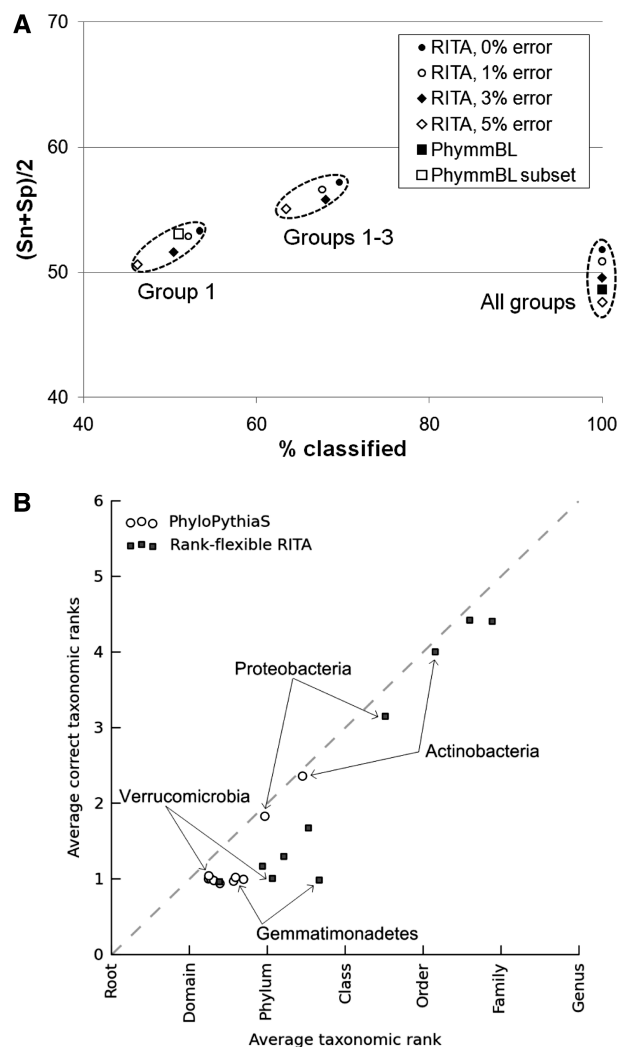 A
70
60
50
40
(Sn+Sp)/2
RITA, 0% error
RITA, 1% error
RITA, 3% error
RITA, 5% error
PhymmBL
PhymmBL subset
Groups 1-3
Group 1
All groups
40 60 80 100
% classified
B
6
5
4
3
2
1
0
Average correct taxonomic ranks
PhyloPythiaS
Rank-flexible RITA
Proteobacteria
Actinobacteria
Verrucomicrobia
Gemmatimonadetes
Root
Domain
Phylum
Class
Order
Family
Genus
Average taxonomic rank